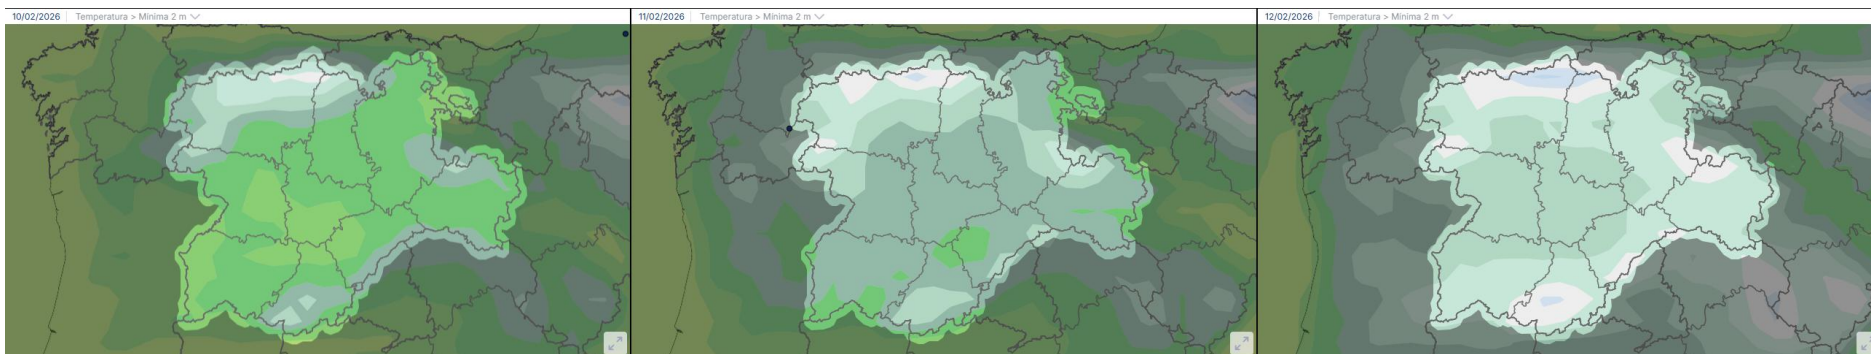 10/02/2026 Temperatura > Mínima 2 m
11/02/2026 Temperatura > Mínima 2 m
12/02/2026 Temperatura > Mínima 2 m